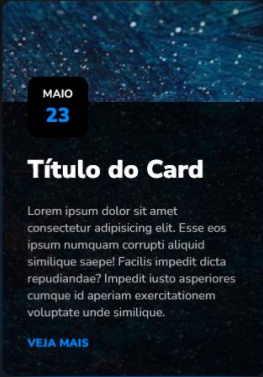 MAIO
23
Título do Card
Lorem ipsum dolor sit amet
consectetur adipisicing elit. Esse eos
ipsum numquam corrupti aliquid
similique saepe! Facilis impedit dicta
repudiandae? Impedit iusto asperiores
cumque id aperiam exercitationem
voluptate unde similique.
VEJA MAIS